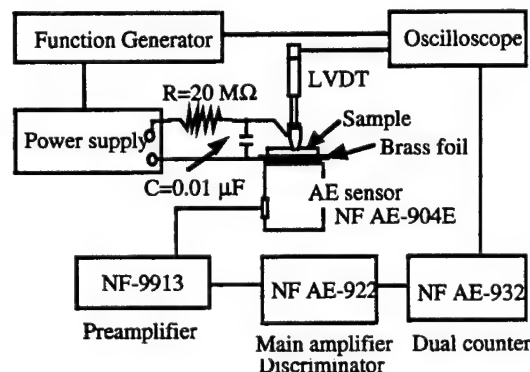 Function Generator
Oscilloscope
LVDT
R=20 MΩ
Sample
Power supply
Brass foil
C=0.01 µF
AE sensor
NF AE-904E
NF-9913
NF AE-922
NF AE-932
Preamplifier
Main amplifier
Discriminator
Dual counter